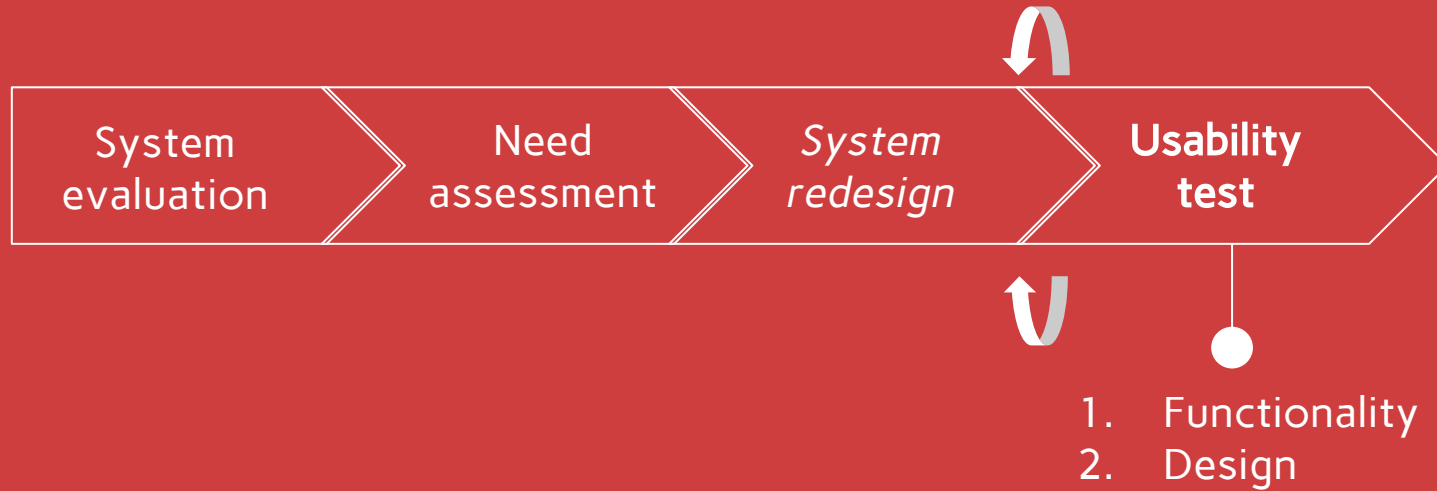 System
evaluation
Need
assessment
System
redesign
Usability
test
1. Functionality
2. Design